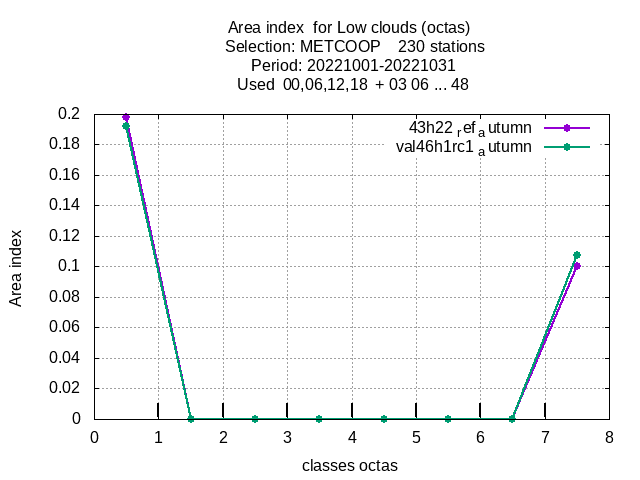 Area index  for Low clouds (octas)
Selection: METCOOP    230 stations
Period: 20221001-20221031
Used  00,06,12,18  + 03 06 ... 48
43h22 ref autumn
val46h1rc1 autumn
0.2
0.18
0.16
0.14
0.12
0.1
0.08
0.06
0.04
0.02
0
Area index
0 1 2 3 4 5 6 7 8
classes octas